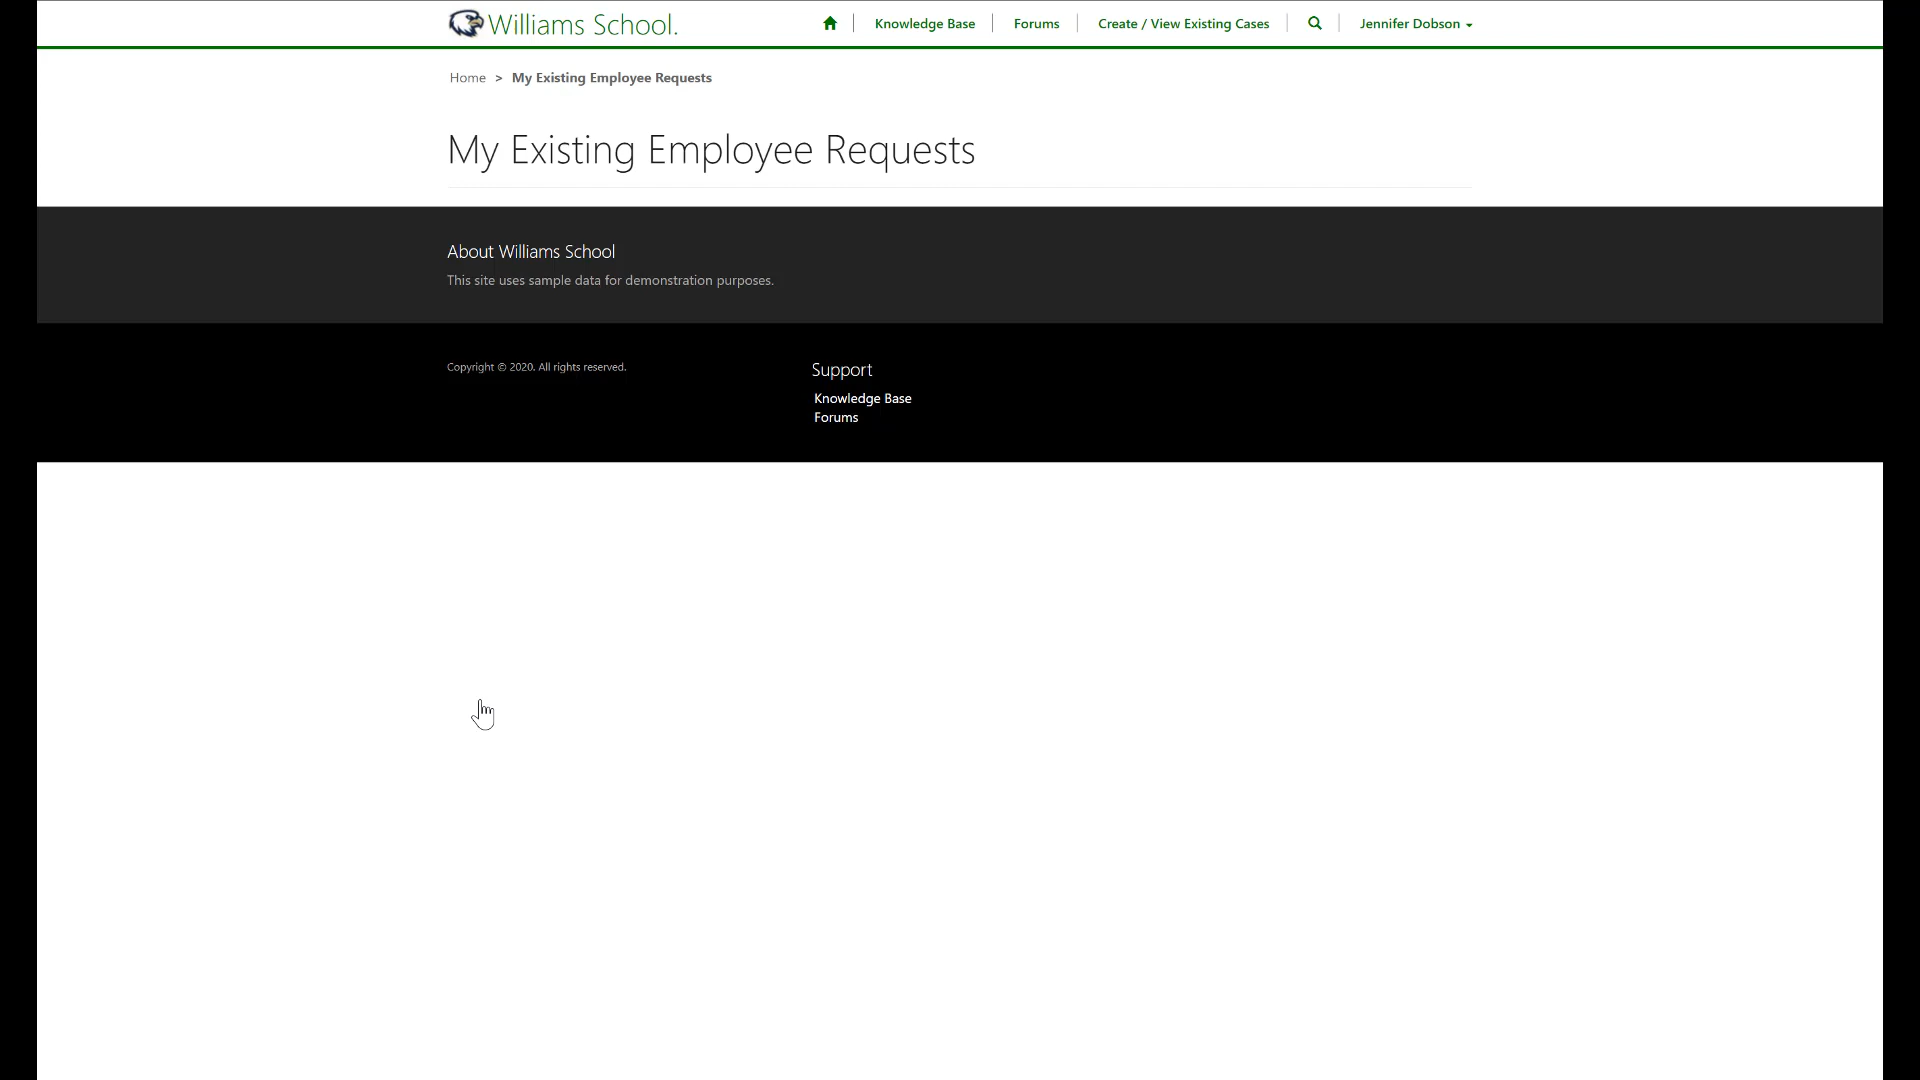 Williams School.
Knowledge Base
Forums
Create / View Existing Cases
Jennifer Dobson
Home > My Existing Employee Requests
My Existing Employee Requests
About Williams School
This site uses sample data for demonstration purposes.
Copyright © 2020. All rights reserved.
Support
Knowledge Base
Forums